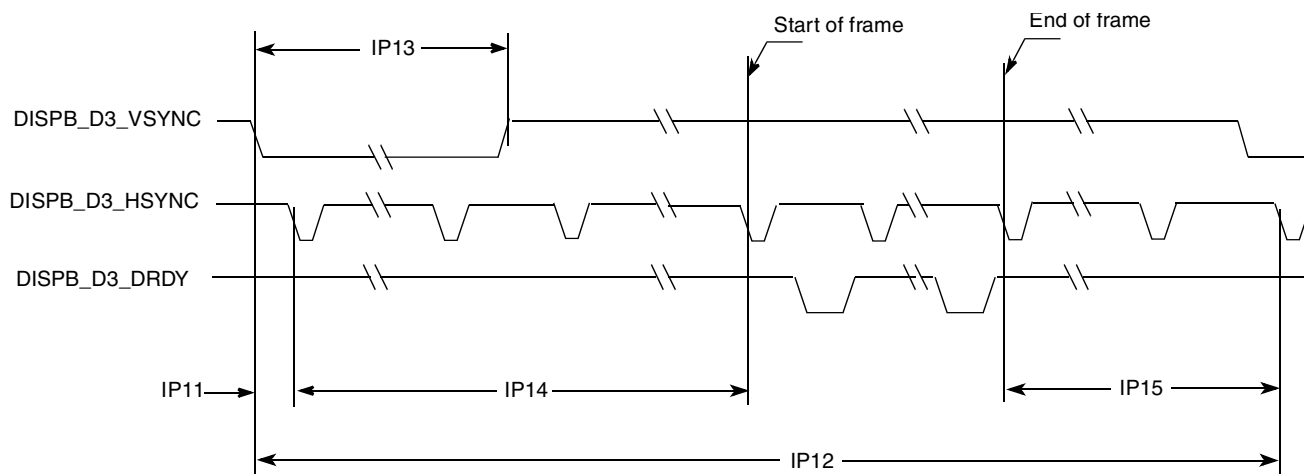 Start of frame
End of frame
IP13
DISPB_D3_VSYNC
DISPB_D3_HSYNC
DISPB_D3_DRDY
IP11
IP14
IP15
IP12